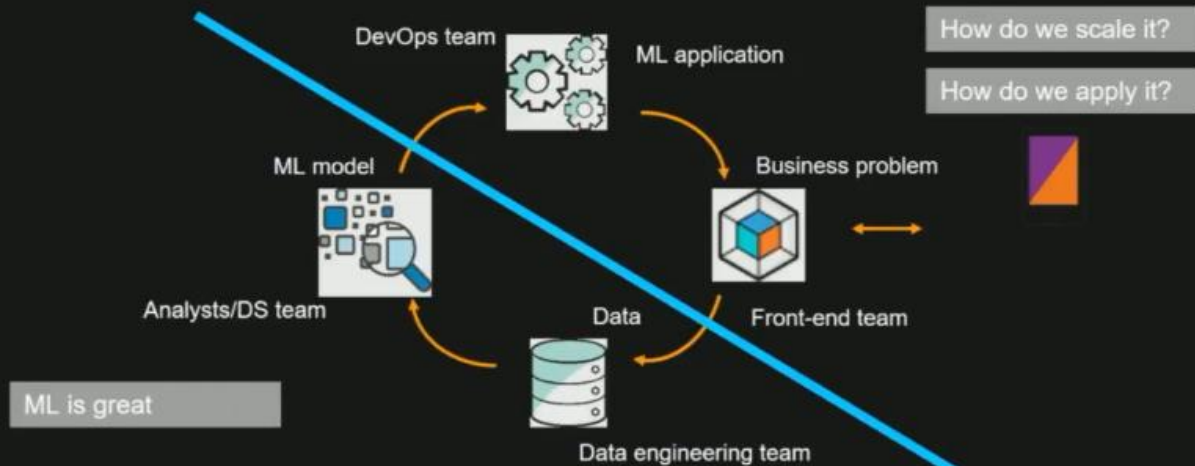 How do we scale it?
DevOps team
ML application
How do we apply it?
ML model
Business problem
Analysts/DS team
Data
Front-end team
ML is great
Data engineering team